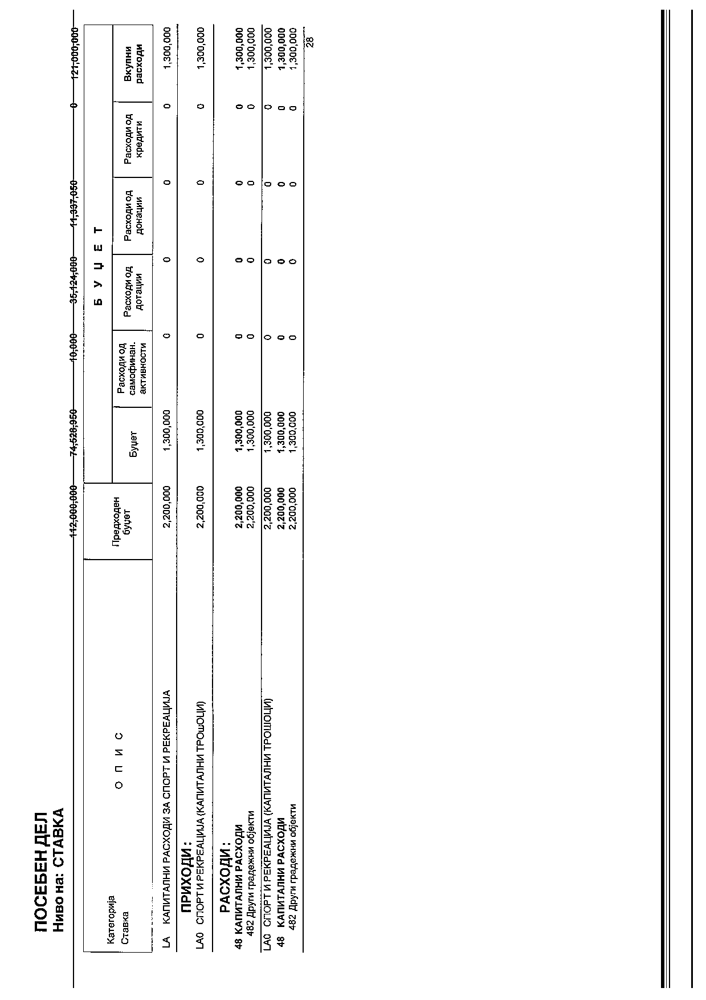 ПОСЕБЕН ДЕЛ
Ниво на: СТАВКА
112,000,000 74,528,950 10,000 35,124,000 11,337,050 0 121,000,000
Категорија
Ставка
О П И С
Предходен
буџет
Б У Џ Е Т
Буџет
Расходи од
самофинан.
активности
Расходи од
дотации
Расходи од
донации
Расходи од
кредити
Вкупни
расходи
LA КАПИТАЛНИ РАСХОДИ ЗА СПОРТ И РЕКРЕАЦИЈА 2,200,000 1,300,000 0 0 0 0 1,300,000
ПРИХОДИ :
LA0 СПОРТ И РЕКРЕАЦИЈА (КАПИТАЛНИ ТРОшОЦИ) 2,200,000 1,300,000 0 0 0 0 1,300,000
РАСХОДИ :
48 КАПИТАЛНИ РАСХОДИ 2,200,000 1,300,000 0 0 0 0 1,300,000
482 Други градежни објекти 2,200,000 1,300,000 0 0 0 0 1,300,000
LA0 СПОРТ И РЕКРЕАЦИЈА (КАПИТАЛНИ ТРОШОЦИ) 2,200,000 1,300,000 0 0 0 0 1,300,000
48 КАПИТАЛНИ РАСХОДИ 2,200,000 1,300,000 0 0 0 0 1,300,000
482 Други градежни објекти 2,200,000 1,300,000 0 0 0 0 1,300,000
28